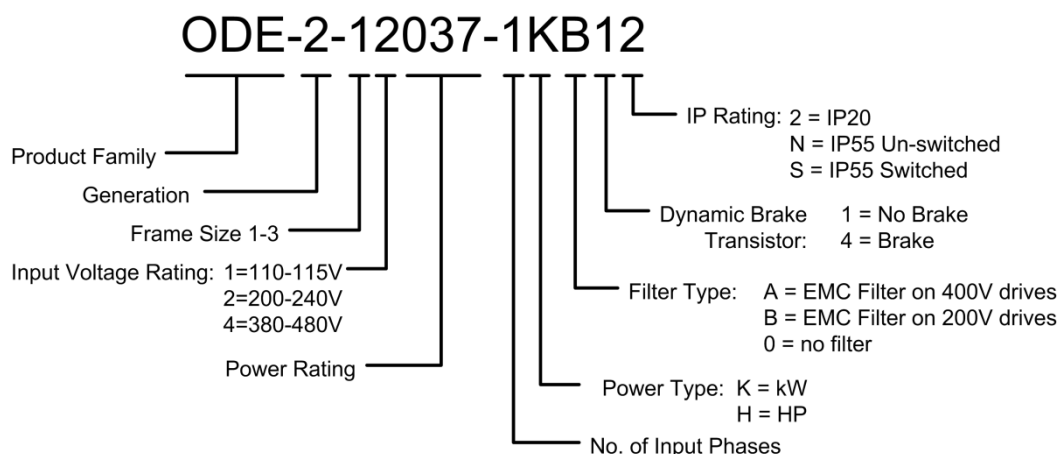 ODE-2-12037-1KB12
IP Rating: 2 = IP20
N = IP55 Un-switched
S = IP55 Switched
Product Family
Generation
Dynamic Brake 1 = No Brake
Transistor: 4 = Brake
Frame Size 1-3
Input Voltage Rating: 1=110-115V
2=200-240V
4=380-480V
Filter Type: A = EMC Filter on 400V drives
B = EMC Filter on 200V drives
0 = no filter
Power Rating
Power Type: K = kW
H = HP
No. of Input Phases